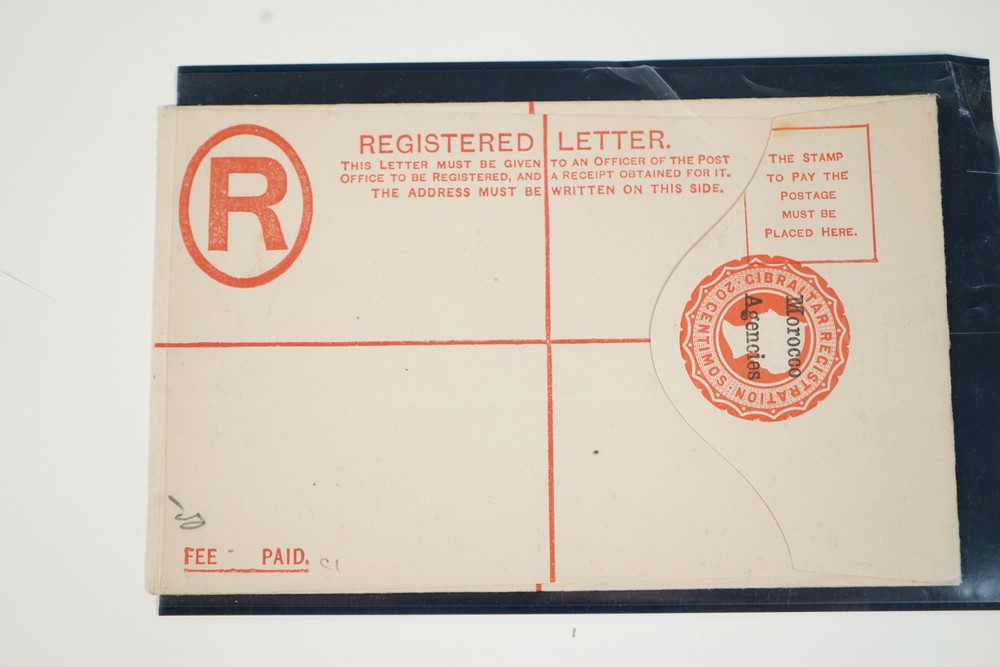 R
REGISTERED LETTER.
THIS LETTER MUST BE GIVEN TO AN OFFICER OF THE POST
OFFICE TO BE REGISTERED, AND A RECEIPT OBTAINED FOR IT.
THE ADDRESS MUST BE WRITTEN ON THIS SIDE.
THE STAMP
TO PAY THE
POSTAGE
MUST BE
PLACED HERE.
GIBRALTAR REGISTRATION · 20 CENTIMOS ·
Morocco
Agencies
FEE PAID.